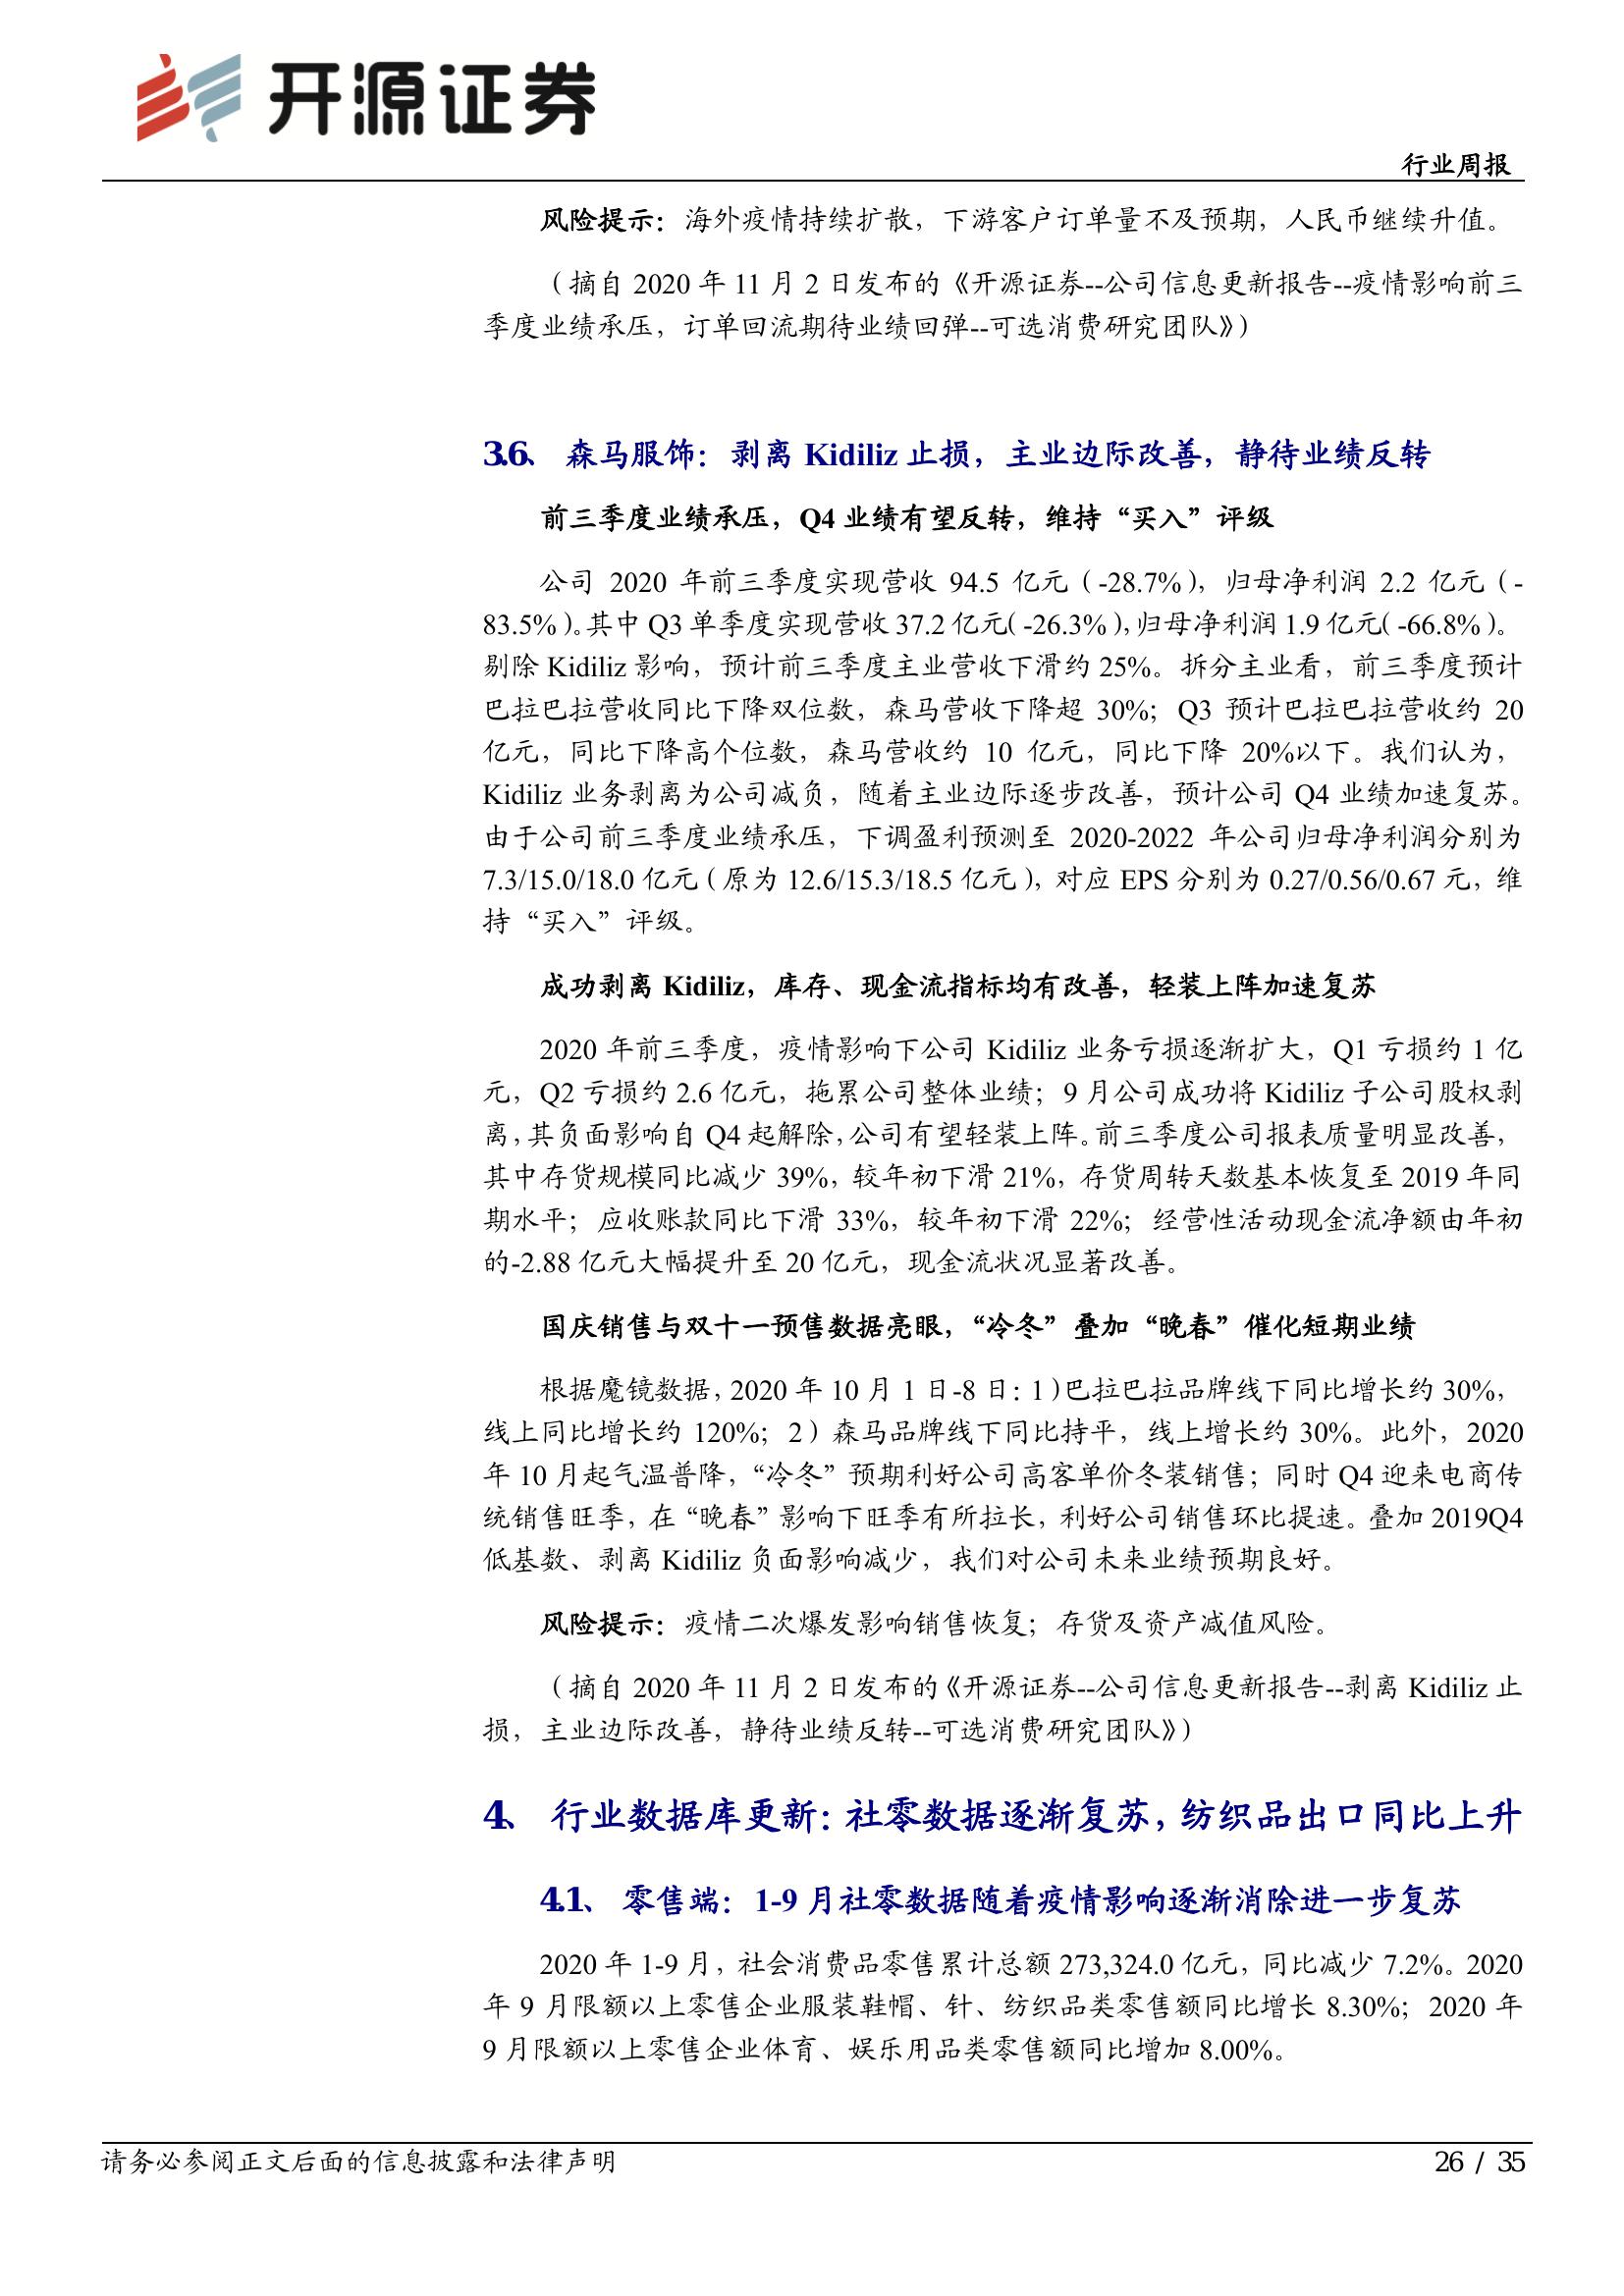 开源证券
行业周报
风险提示：海外疫情持续扩散，下游客户订单量不及预期，人民币继续升值。
（摘自 2020 年 11 月 2 日发布的《开源证券--公司信息更新报告--疫情影响前三
季度业绩承压，订单回流期待业绩回弹--可选消费研究团队》）
3.6、 森马服饰：剥离 Kidiliz 止损，主业边际改善，静待业绩反转
前三季度业绩承压，Q4 业绩有望反转，维持“买入”评级
公司 2020 年前三季度实现营收 94.5 亿元（-28.7%），归母净利润 2.2 亿元（-
83.5%）。其中 Q3 单季度实现营收 37.2 亿元（-26.3%），归母净利润 1.9 亿元（-66.8%）。
剔除 Kidiliz 影响，预计前三季度主业营收下滑约 25%。拆分主业看，前三季度预计
巴拉巴拉营收同比下降双位数，森马营收下降超 30%；Q3 预计巴拉巴拉营收约 20
亿元，同比下降高个位数，森马营收约 10 亿元，同比下降 20%以下。我们认为，
Kidiliz 业务剥离为公司减负，随着主业边际逐步改善，预计公司 Q4 业绩加速复苏。
由于公司前三季度业绩承压，下调盈利预测至 2020-2022 年公司归母净利润分别为
7.3/15.0/18.0 亿元（原为 12.6/15.3/18.5 亿元），对应 EPS 分别为 0.27/0.56/0.67 元，维
持“买入”评级。
成功剥离 Kidiliz，库存、现金流指标均有改善，轻装上阵加速复苏
2020 年前三季度，疫情影响下公司 Kidiliz 业务亏损逐渐扩大，Q1 亏损约 1 亿
元，Q2 亏损约 2.6 亿元，拖累公司整体业绩；9 月公司成功将 Kidiliz 子公司股权剥
离，其负面影响自 Q4 起解除，公司有望轻装上阵。前三季度公司报表质量明显改善，
其中存货规模同比减少 39%，较年初下滑 21%，存货周转天数基本恢复至 2019 年同
期水平；应收账款同比下滑 33%，较年初下滑 22%；经营性活动现金流净额由年初
的-2.88 亿元大幅提升至 20 亿元，现金流状况显著改善。
国庆销售与双十一预售数据亮眼，“冷冬”叠加“晚春”催化短期业绩
根据魔镜数据，2020 年 10 月 1 日-8 日：1）巴拉巴拉品牌线下同比增长约 30%，
线上同比增长约 120%；2）森马品牌线下同比持平，线上增长约 30%。此外，2020
年 10 月起气温普降，“冷冬”预期利好公司高客单价冬装销售；同时 Q4 迎来电商传
统销售旺季，在“晚春”影响下旺季有所拉长，利好公司销售环比提速。叠加 2019Q4
低基数、剥离 Kidiliz 负面影响减少，我们对公司未来业绩预期良好。
风险提示：疫情二次爆发影响销售恢复；存货及资产减值风险。
（摘自 2020 年 11 月 2 日发布的《开源证券--公司信息更新报告--剥离 Kidiliz 止
损，主业边际改善，静待业绩反转--可选消费研究团队》）
4、 行业数据库更新：社零数据逐渐复苏，纺织品出口同比上升
4.1、 零售端：1-9 月社零数据随着疫情影响逐渐消除进一步复苏
2020 年 1-9 月，社会消费品零售累计总额 273,324.0 亿元，同比减少 7.2%。2020
年 9 月限额以上零售企业服装鞋帽、针、纺织品类零售额同比增长 8.30%；2020 年
9 月限额以上零售企业体育、娱乐用品类零售额同比增加 8.00%。
请务必参阅正文后面的信息披露和法律声明
26 / 35